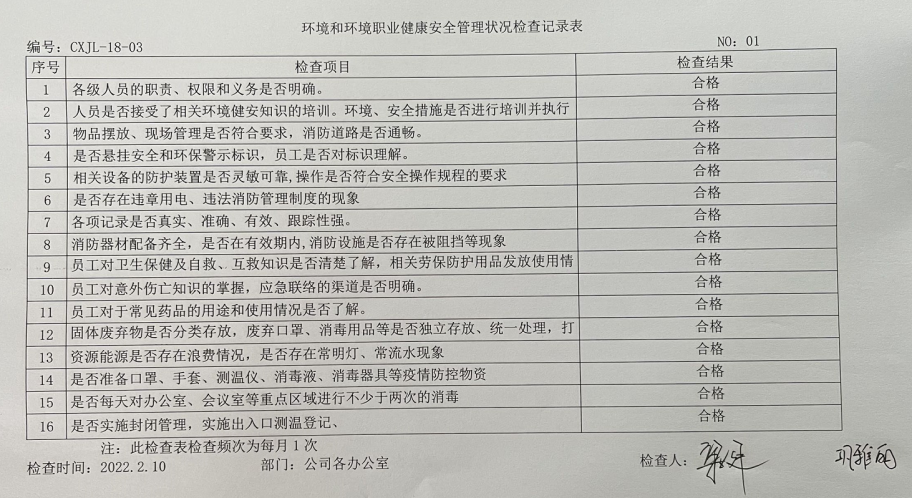 环境和环境职业健康安全管理状况检查记录表
编号：CXJL-18-03 NO：01
序号 检查项目 检查结果
1 各级人员的职责、权限和义务是否明确。 合格
2 人员是否接受了相关环境健安知识的培训。环境、安全措施是否进行培训并执行 合格
3 物品摆放、现场管理是否符合要求，消防道路是否通畅。 合格
4 是否悬挂安全和环保警示标识，员工是否对标识理解。 合格
5 相关设备的防护装置是否灵敏可靠,操作是否符合安全操作规程的要求 合格
6 是否存在违章用电、违法消防管理制度的现象 合格
7 各项记录是否真实、准确、有效、跟踪性强。 合格
8 消防器材配备齐全，是否在有效期内,消防设施是否存在被阻挡等现象 合格
9 员工对卫生保健及自救、互救知识是否清楚了解，相关劳保防护用品发放使用情 合格
10 员工对意外伤亡知识的掌握，应急联络的渠道是否明确。 合格
11 员工对于常见药品的用途和使用情况是否了解。 合格
12 固体废弃物是否分类存放，废弃口罩、消毒用品等是否独立存放、统一处理，打 合格
13 资源能源是否存在浪费情况，是否存在常明灯、常流水现象 合格
14 是否准备口罩、手套、测温仪、消毒液、消毒器具等疫情防控物资 合格
15 是否每天对办公室、会议室等重点区域进行不少于两次的消毒 合格
16 是否实施封闭管理，实施出入口测温登记、 合格
注：此检查表检查频次为每月1次
检查时间：2022.2.10 部门：公司各办公室 检查人：